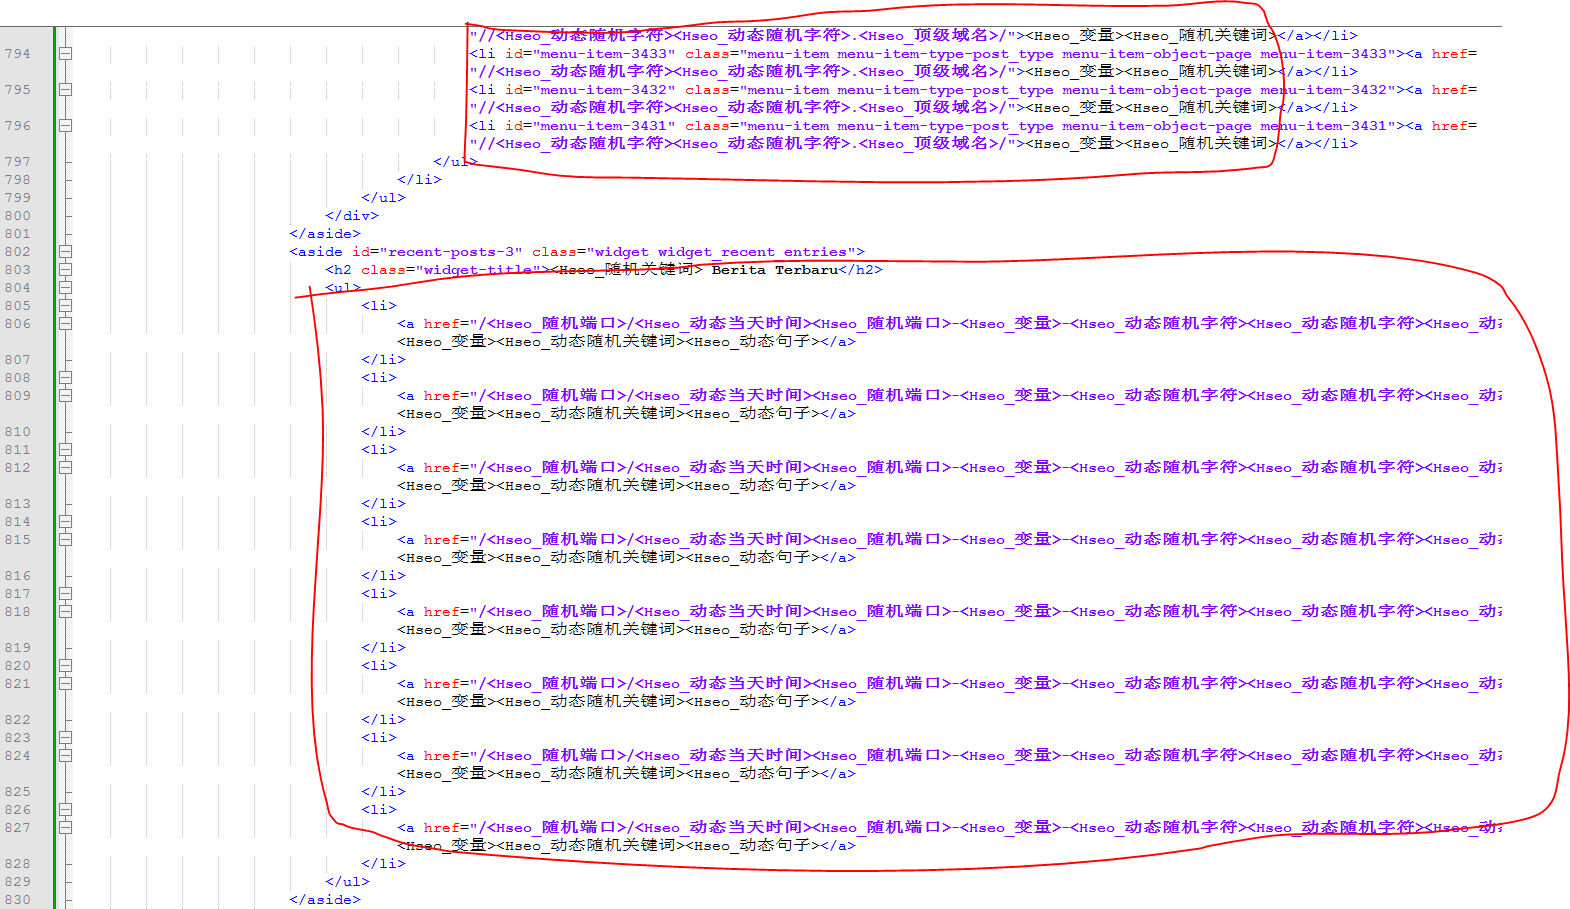 "//<Hseo_动态随机字符><Hseo_动态随机字符>.<Hseo_顶级域名>/"><Hseo_变量><Hseo_随机关键词></a></li>
794 <li id="menu-item-3433" class="menu-item menu-item-type-post_type menu-item-object-page menu-item-3433"><a href=
"//<Hseo_动态随机字符><Hseo_动态随机字符>.<Hseo_顶级域名>/"><Hseo_变量><Hseo_随机关键词></a></li>
795 <li id="menu-item-3432" class="menu-item menu-item-type-post_type menu-item-object-page menu-item-3432"><a href=
"//<Hseo_动态随机字符><Hseo_动态随机字符>.<Hseo_顶级域名>/"><Hseo_变量><Hseo_随机关键词></a></li>
796 <li id="menu-item-3431" class="menu-item menu-item-type-post_type menu-item-object-page menu-item-3431"><a href=
"//<Hseo_动态随机字符><Hseo_动态随机字符>.<Hseo_顶级域名>/"><Hseo_变量><Hseo_随机关键词></a></li>
797 </ul>
798 </li>
799 </ul>
800 </div>
801 </aside>
802 <aside id="recent-posts-3" class="widget widget_recent_entries">
803 <h2 class="widget-title"><Hseo_随机关键词> Berita Terbaru</h2>
804 <ul>
805 <li>
806 <a href="/<Hseo_随机端口>/<Hseo_动态当天时间><Hseo_随机端口>-<Hseo_变量>-<Hseo_动态随机字符><Hseo_动态随机字符><Hseo_动
<Hseo_变量><Hseo_动态随机关键词><Hseo_动态句子></a>
807 </li>
808 <li>
809 <a href="/<Hseo_随机端口>/<Hseo_动态当天时间><Hseo_随机端口>-<Hseo_变量>-<Hseo_动态随机字符><Hseo_动态随机字符><Hseo_动
<Hseo_变量><Hseo_动态随机关键词><Hseo_动态句子></a>
810 </li>
811 <li>
812 <a href="/<Hseo_随机端口>/<Hseo_动态当天时间><Hseo_随机端口>-<Hseo_变量>-<Hseo_动态随机字符><Hseo_动态随机字符><Hseo_动
<Hseo_变量><Hseo_动态随机关键词><Hseo_动态句子></a>
813 </li>
814 <li>
815 <a href="/<Hseo_随机端口>/<Hseo_动态当天时间><Hseo_随机端口>-<Hseo_变量>-<Hseo_动态随机字符><Hseo_动态随机字符><Hseo_动
<Hseo_变量><Hseo_动态随机关键词><Hseo_动态句子></a>
816 </li>
817 <li>
818 <a href="/<Hseo_随机端口>/<Hseo_动态当天时间><Hseo_随机端口>-<Hseo_变量>-<Hseo_动态随机字符><Hseo_动态随机字符><Hseo_动
<Hseo_变量><Hseo_动态随机关键词><Hseo_动态句子></a>
819 </li>
820 <li>
821 <a href="/<Hseo_随机端口>/<Hseo_动态当天时间><Hseo_随机端口>-<Hseo_变量>-<Hseo_动态随机字符><Hseo_动态随机字符><Hseo_动
<Hseo_变量><Hseo_动态随机关键词><Hseo_动态句子></a>
822 </li>
823 <li>
824 <a href="/<Hseo_随机端口>/<Hseo_动态当天时间><Hseo_随机端口>-<Hseo_变量>-<Hseo_动态随机字符><Hseo_动态随机字符><Hseo_动
<Hseo_变量><Hseo_动态随机关键词><Hseo_动态句子></a>
825 </li>
826 <li>
827 <a href="/<Hseo_随机端口>/<Hseo_动态当天时间><Hseo_随机端口>-<Hseo_变量>-<Hseo_动态随机字符><Hseo_动态随机字符><Hseo_动
<Hseo_变量><Hseo_动态随机关键词><Hseo_动态句子></a>
828 </li>
829 </ul>
830 </aside>